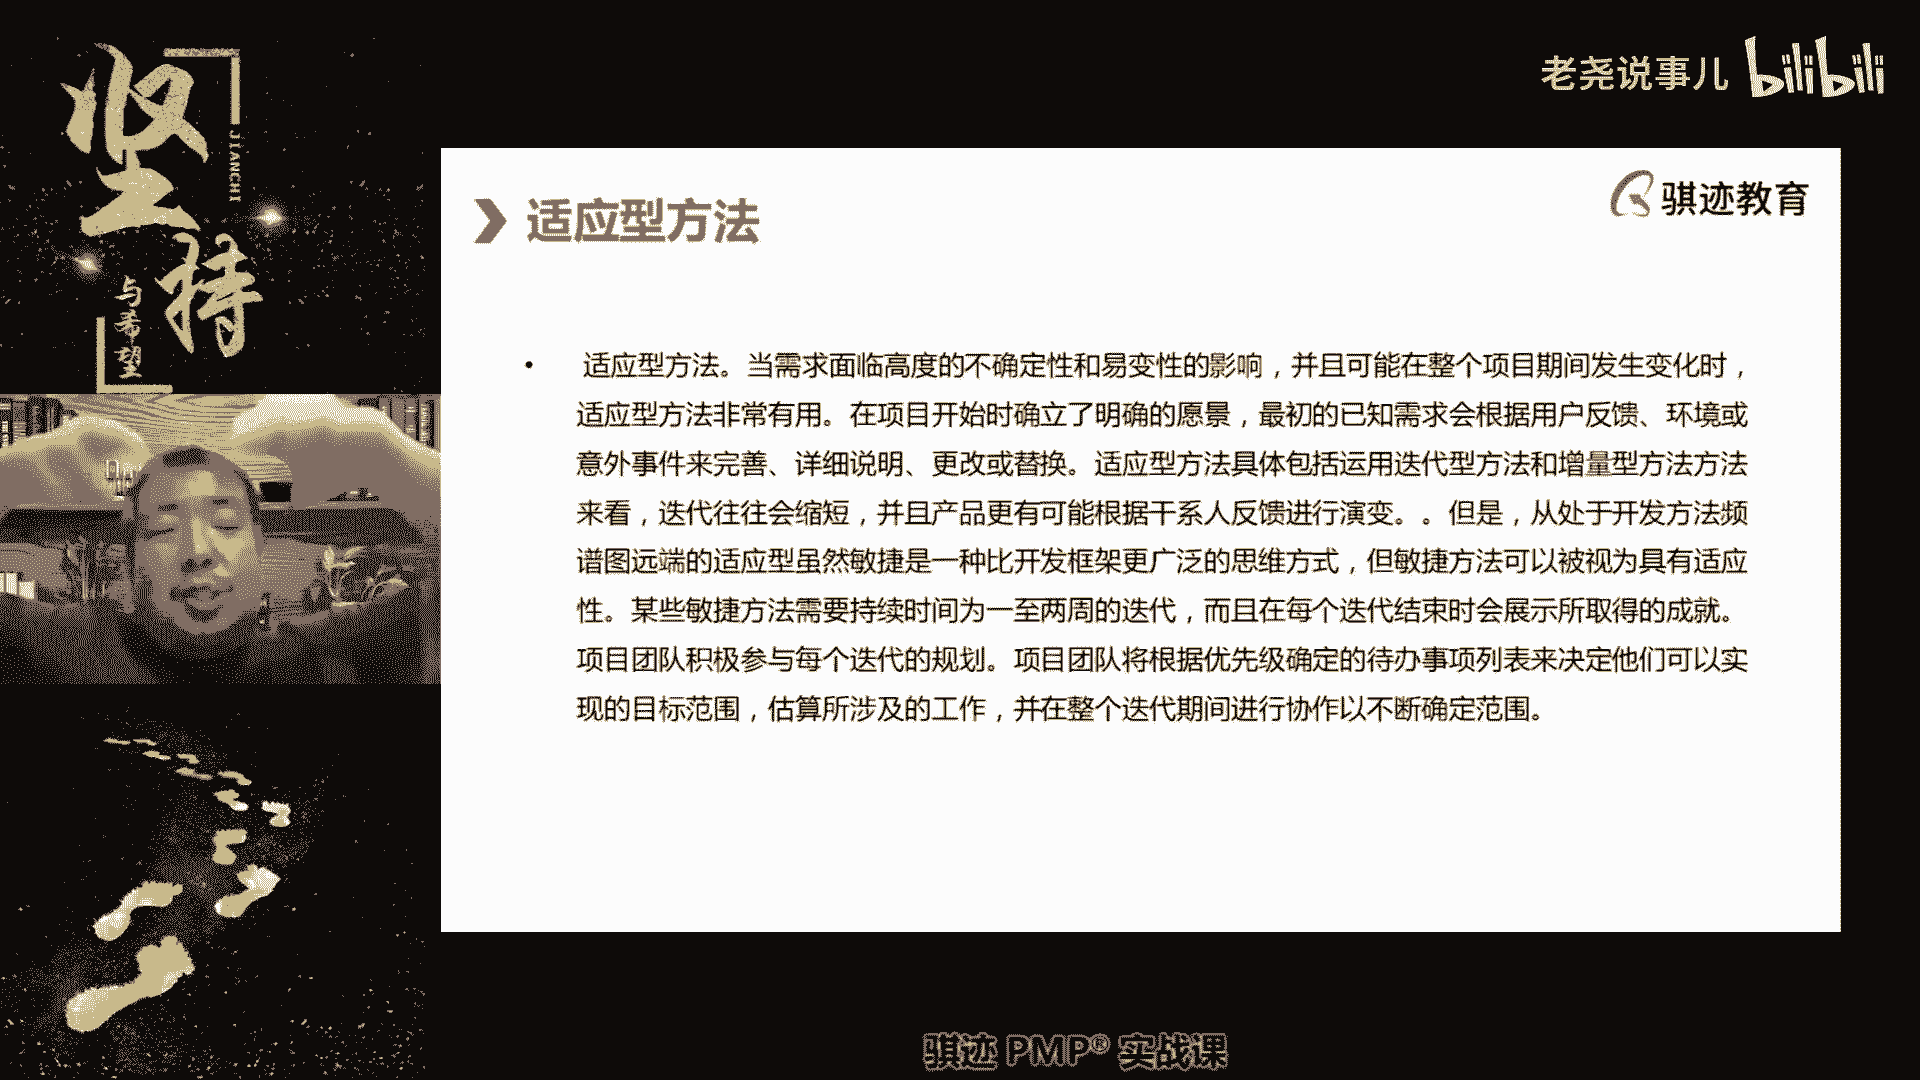 坚持
JIANCHI
与希望
老尧说事儿 bilibili
骐迹教育
适应型方法
• 适应型方法。当需求面临高度的不确定性和易变性的影响，并且可能在整个项目期间发生变化时，
适应型方法非常有用。在项目开始时确立了明确的愿景，最初的已知需求会根据用户反馈、环境或
意外事件来完善、详细说明、更改或替换。适应型方法具体包括运用迭代型方法和增量型方法方法
来看，迭代往往会缩短，并且产品更有可能根据干系人反馈进行演变。。但是，从处于开发方法频
谱图远端的适应型虽然敏捷是一种比开发框架更广泛的思维方式，但敏捷方法可以被视为具有适应
性。某些敏捷方法需要持续时间为一至两周的迭代，而且在每个迭代结束时会展示所取得的成就。
项目团队积极参与每个迭代的规划。项目团队将根据优先级确定的待办事项列表来决定他们可以实
现的目标范围，估算所涉及的工作，并在整个迭代期间进行协作以不断确定范围。
骐迹 PMP® 实战课